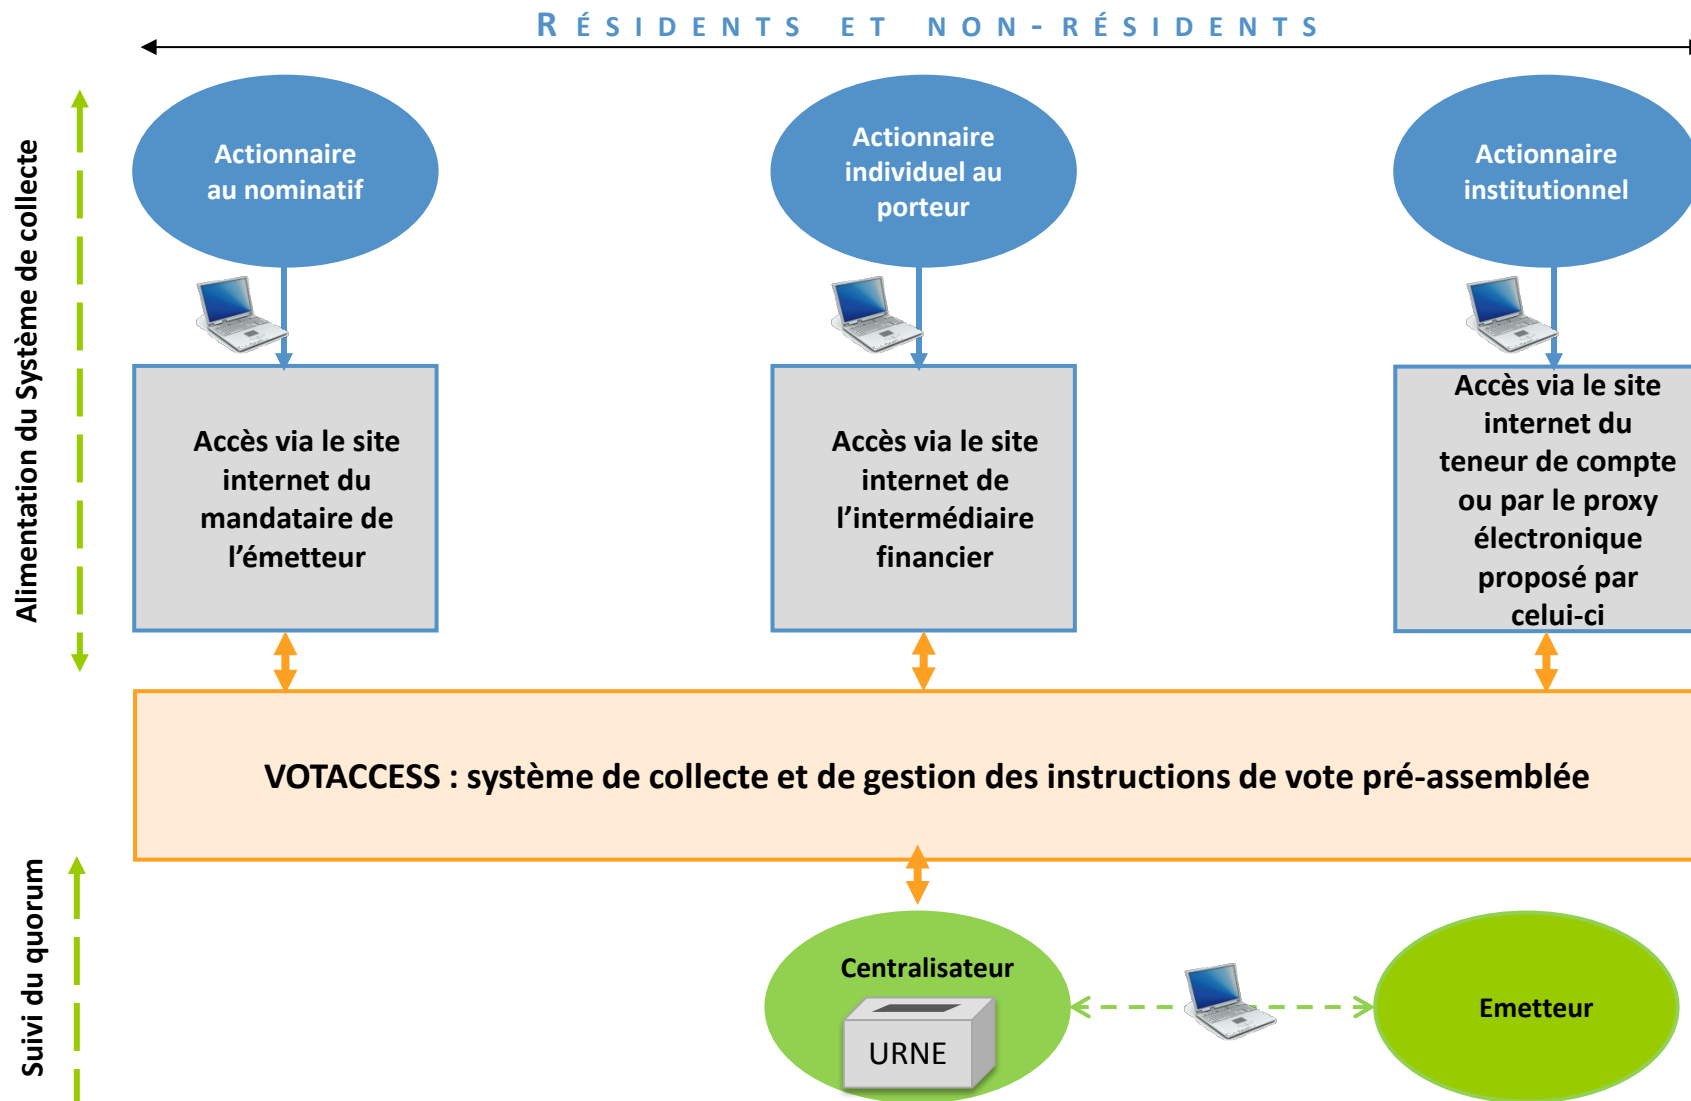 RÉSIDENTS ET NON-RÉSIDENTS
Alimentation du Système de collecte
Actionnaire
au nominatif
Actionnaire
individuel au
porteur
Actionnaire
institutionnel
Accès via le site
internet du
mandataire de
l’émetteur
Accès via le site
internet de
l’intermédiaire
financier
Accès via le site
internet du
teneur de compte
ou par le proxy
électronique
proposé par
celui-ci
VOTACCESS : système de collecte et de gestion des instructions de vote pré-assemblée
Suivi du quorum
Centralisateur
URNE
Emetteur